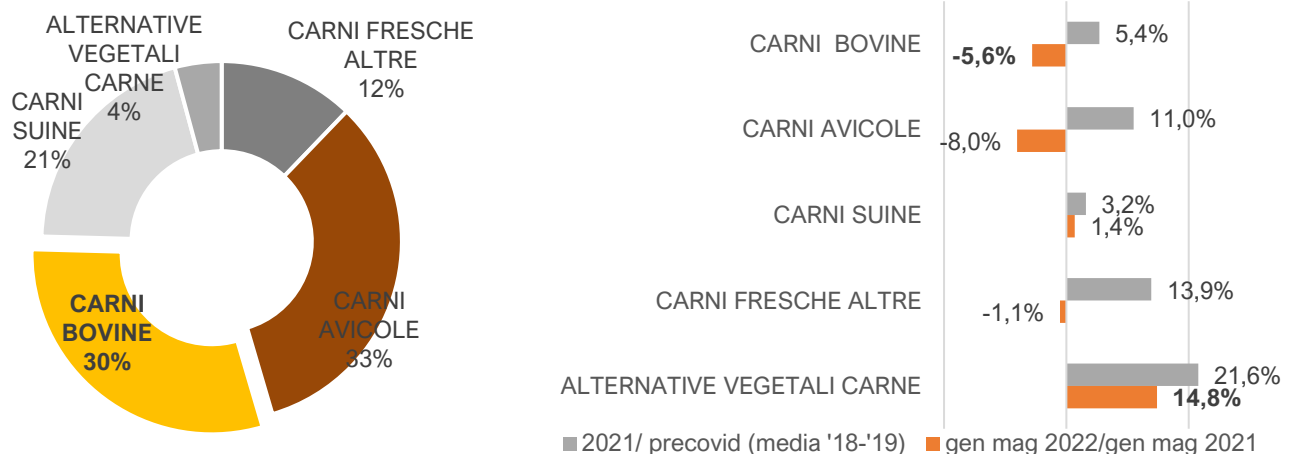 ALTERNATIVE
VEGETALI
CARNE
4%
CARNI FRESCHE
ALTRE
12%
CARNI
SUINE
21%
CARNI
BOVINE
30%
CARNI
AVICOLE
33%
CARNI BOVINE
5,4%
-5,6%
CARNI AVICOLE
11,0%
-8,0%
CARNI SUINE
3,2%
1,4%
CARNI FRESCHE ALTRE
13,9%
-1,1%
ALTERNATIVE VEGETALI CARNE
21,6%
14,8%
2021/ precovid (media '18-'19)
gen mag 2022/gen mag 2021